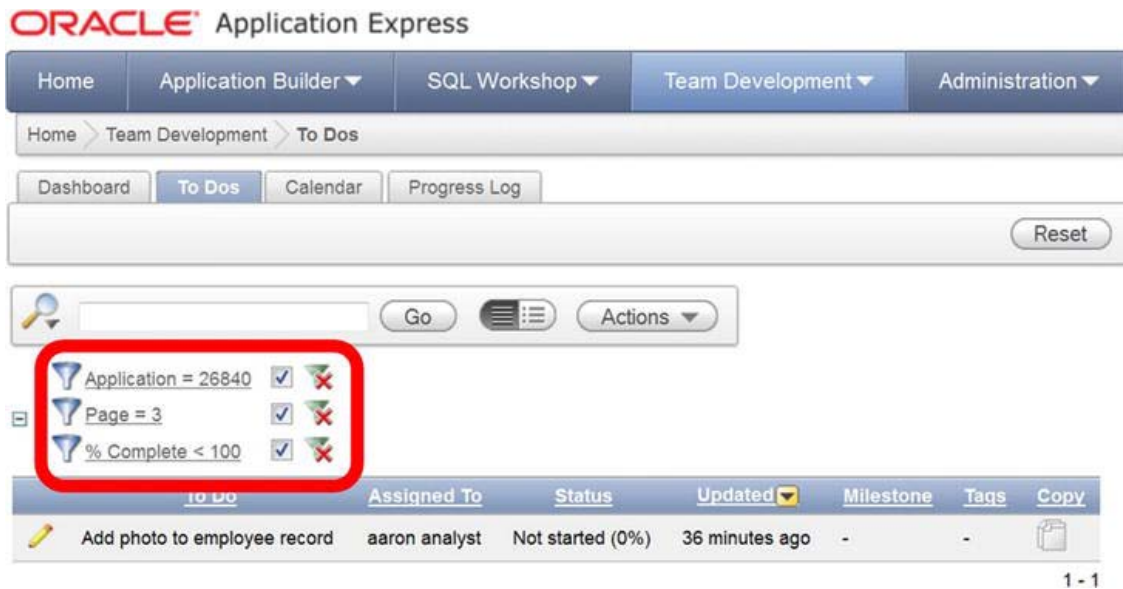 ORACLE Application Express
Home Application Builder SQL Workshop Team Development Administration
Home Team Development To Dos
Dashboard To Dos Calendar Progress Log
Reset
Go Actions
Application = 26840
Page = 3
% Complete < 100
To Do Assigned To Status Updated Milestone Tags Copy
Add photo to employee record aaron analyst Not started (0%) 36 minutes ago - -
1 - 1